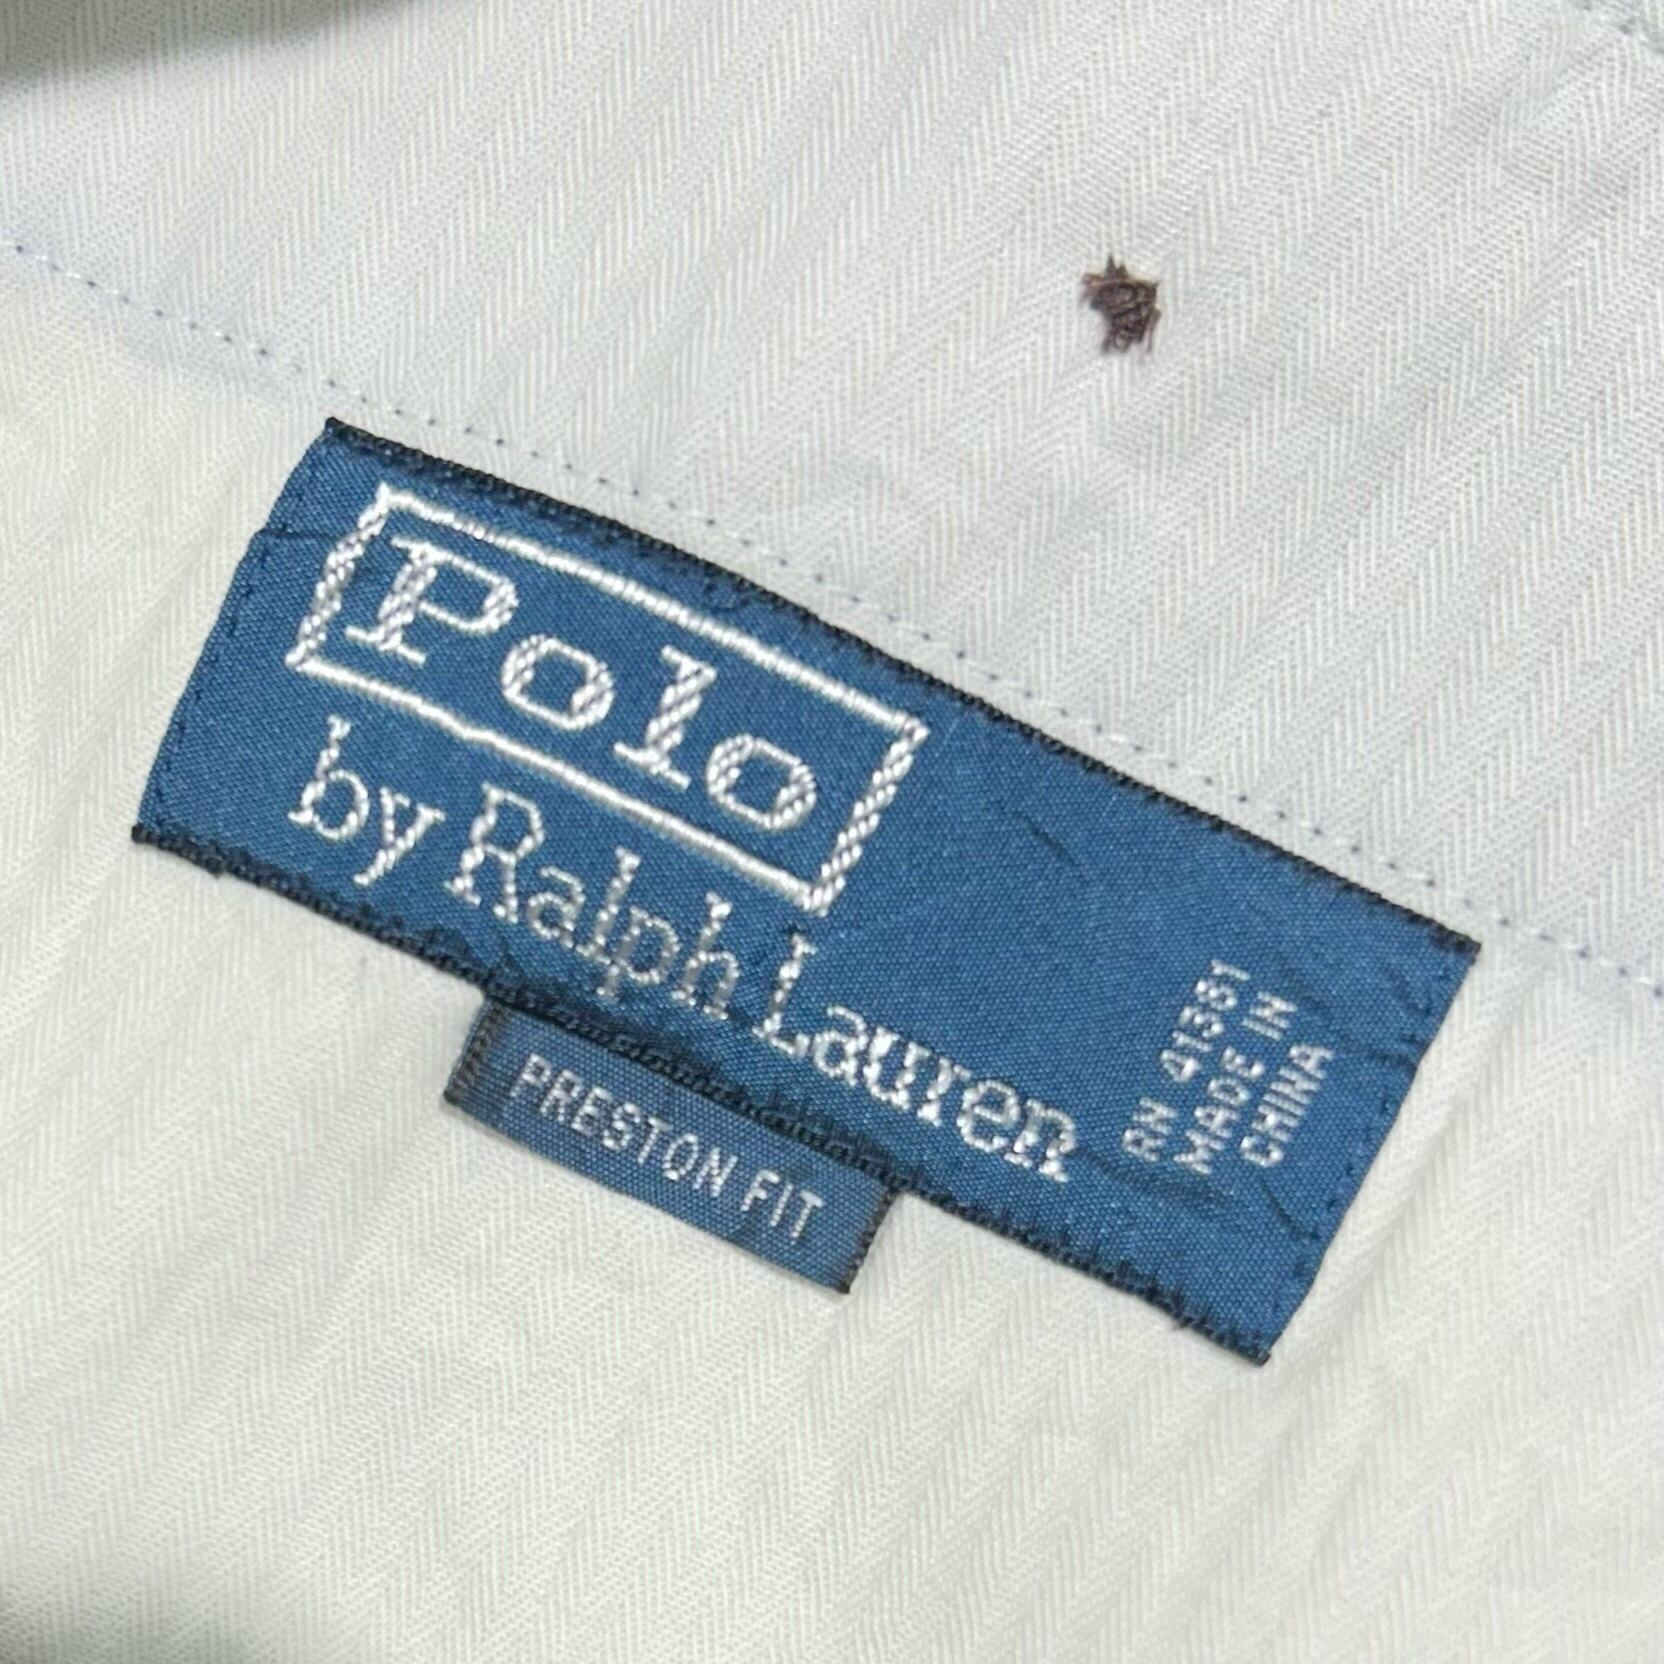 Polo
by Ralph Lauren
RN 41381
MADE IN
CHINA
PRESTON FIT